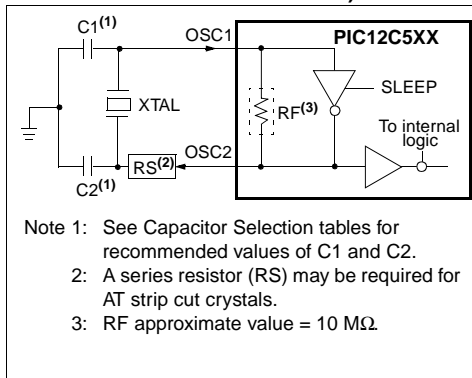 C1(1)
OSC1
PIC12C5XX
SLEEP
XTAL
RF(3)
To internal
logic
OSC2
RS(2)
C2(1)
Note 1: See Capacitor Selection tables for
recommended values of C1 and C2.
2: A series resistor (RS) may be required for
AT strip cut crystals.
3: RF approximate value = 10 MΩ.